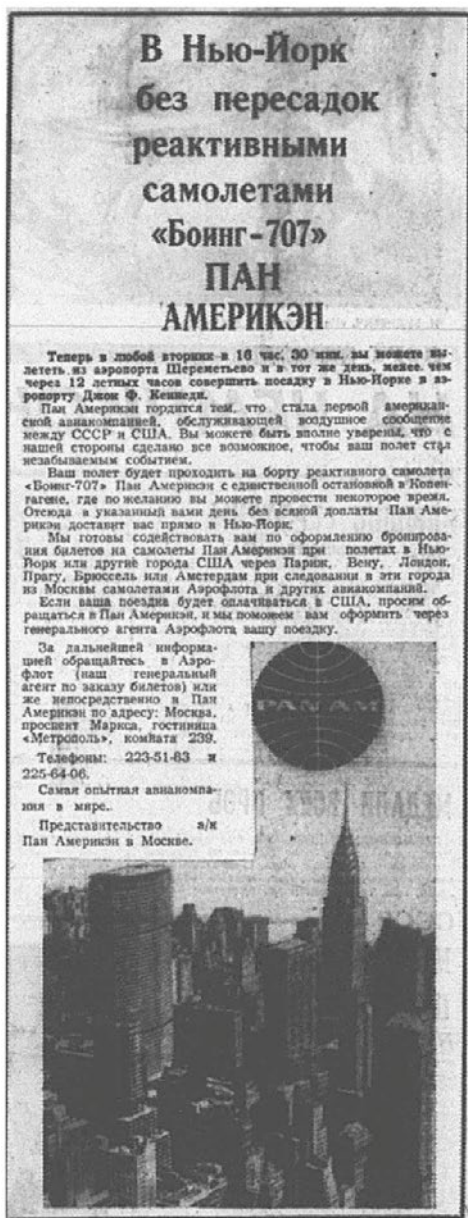 В Нью-Йорк
без пересадок
реактивными
самолетами
«Боинг-707»
ПАН
АМЕРИКЭН
Теперь в любой вторник в 16 час. 30 мин. вы можете вы-
лететь из аэропорта Шереметьево и в тот же день, менее чем
через 12 летных часов совершить посадку в Нью-Йорке в аэ-
ропорту Джон Ф. Кеннеди.
Пан Америкэн гордится тем, что стала первой американ-
ской авиакомпанией, обслуживающей воздушное сообщение
между СССР и США. Вы можете быть вполне уверены, что с
нашей стороны сделано все возможное, чтобы ваш полет стал
незабываемым событием.
Ваш полет будет проходить на борту реактивного самолета
«Боинг-707» Пан Америкэн с единственной остановкой в Копен-
гагене, где по желанию вы можете провести некоторое время.
Отсюда в указанный вами день без всякой доплаты Пан Аме-
рикэн доставит вас прямо в Нью-Йорк.
Мы готовы содействовать вам по оформлению бронирова-
ния билетов на самолеты Пан Америкэн при полетах в Нью-
Йорк или другие города США через Париж, Вену, Лондон,
Прагу, Брюссель или Амстердам при следовании в эти города
из Москвы самолетами Аэрофлота и других авиакомпаний.
Если ваша поездка будет оплачиваться в США, просим об-
ращаться в Пан Америкэн, и мы поможем вам оформить через
генерального агента Аэрофлота вашу поездку.
За дальнейшей информа-
цией обращайтесь в Аэро-
флот (наш генеральный
агент по заказу билетов) или
же непосредственно в Пан
Америкэн по адресу: Москва,
проспект Маркса, гостиница
«Метрополь», комната 239.
Телефоны: 223-51-83 и
225-64-06.
Самая опытная авиакомпа-
ния в мире.
Представительство а/к
Пан Америкэн в Москве.
PAN AM